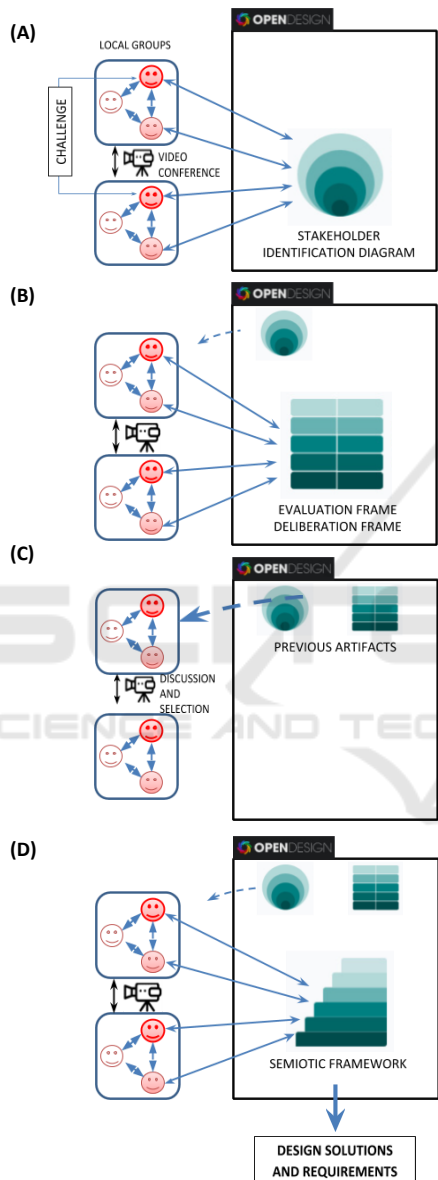 (A)
OPENDESIGN
LOCAL GROUPS
CHALLENGE
VIDEO
CONFERENCE
STAKEHOLDER
IDENTIFICATION DIAGRAM
(B)
OPENDESIGN
EVALUATION FRAME
DELIBERATION FRAME
(C)
OPENDESIGN
PREVIOUS ARTIFACTS
DISCUSSION
AND
SELECTION
(D)
OPENDESIGN
SEMIOTIC FRAMEWORK
DESIGN SOLUTIONS
AND REQUIREMENTS